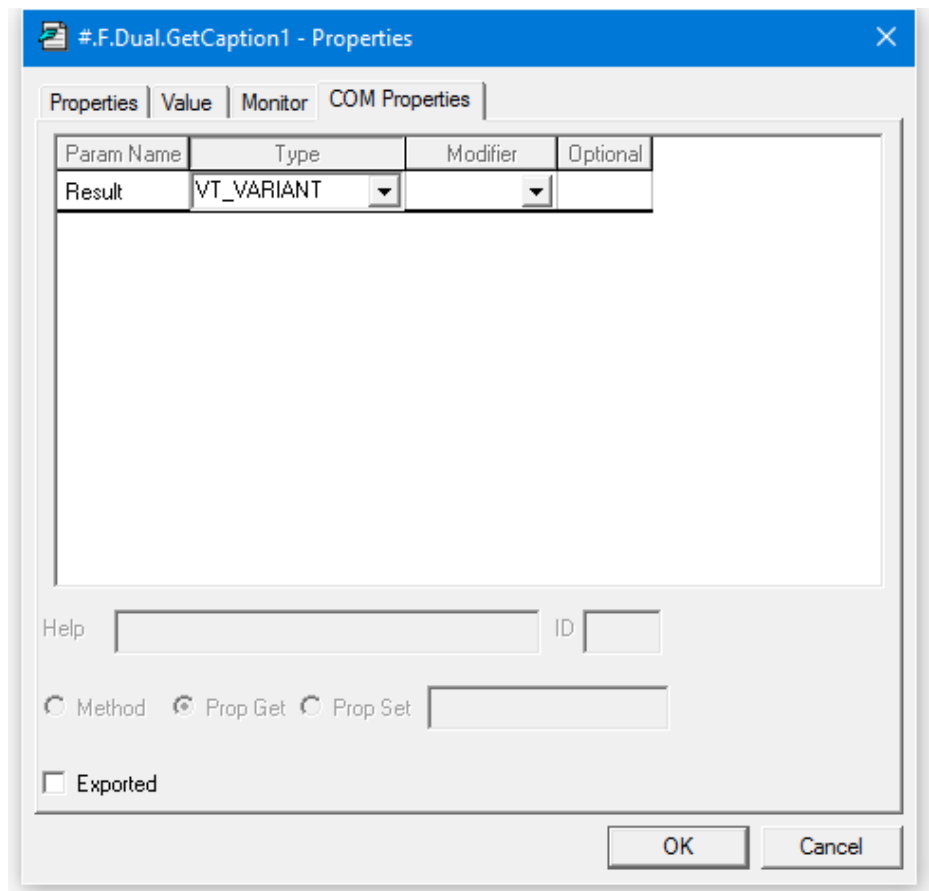 #.F.Dual.GetCaption1 - Properties
Properties Value Monitor COM Properties
Param Name Type Modifier Optional
Result VT_VARIANT
Help ID
Method Prop Get Prop Set
Exported
OK Cancel